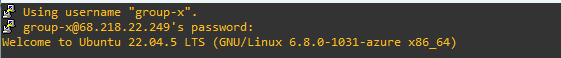 Using username "group-x".
group-x@68.218.22.249's password:
Welcome to Ubuntu 22.04.5 LTS (GNU/Linux 6.8.0-1031-azure x86_64)